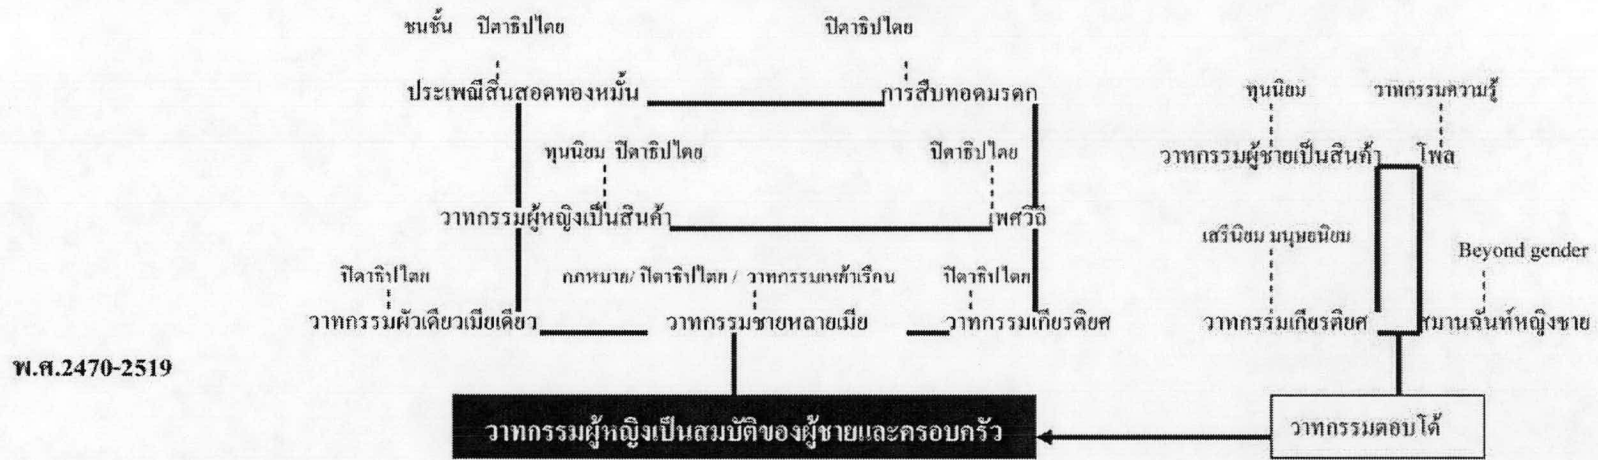 ชนชั้น ปิตาธิปไตย
ปิตาธิปไตย
ประเพณีสินสอดทองหมั้น
การสืบทอดมรดก
ทุนนิยม
วาทกรรมความรู้
ทุนนิยม ปิตาธิปไตย
ปิตาธิปไตย
วาทกรรมผู้ชายเป็นสินค้า
โพล
วาทกรรมผู้หญิงเป็นสินค้า
เพศวิถี
เสรีนิยม มนุษยนิยม
Beyond gender
ปิตาธิปไตย
กฎหมาย/ ปิตาธิปไตย / วาทกรรมเหย้าเรือน
ปิตาธิปไตย
วาทกรรมผัวเดียวเมียเดียว
วาทกรรมชายหลายเมีย
วาทกรรมเกียรติยศ
วาทกรรมเกียรติยศ
สมานฉันท์หญิงชาย
พ.ศ.2470-2519
วาทกรรมผู้หญิงเป็นสมบัติของผู้ชายและครอบครัว
วาทกรรมตอบโต้